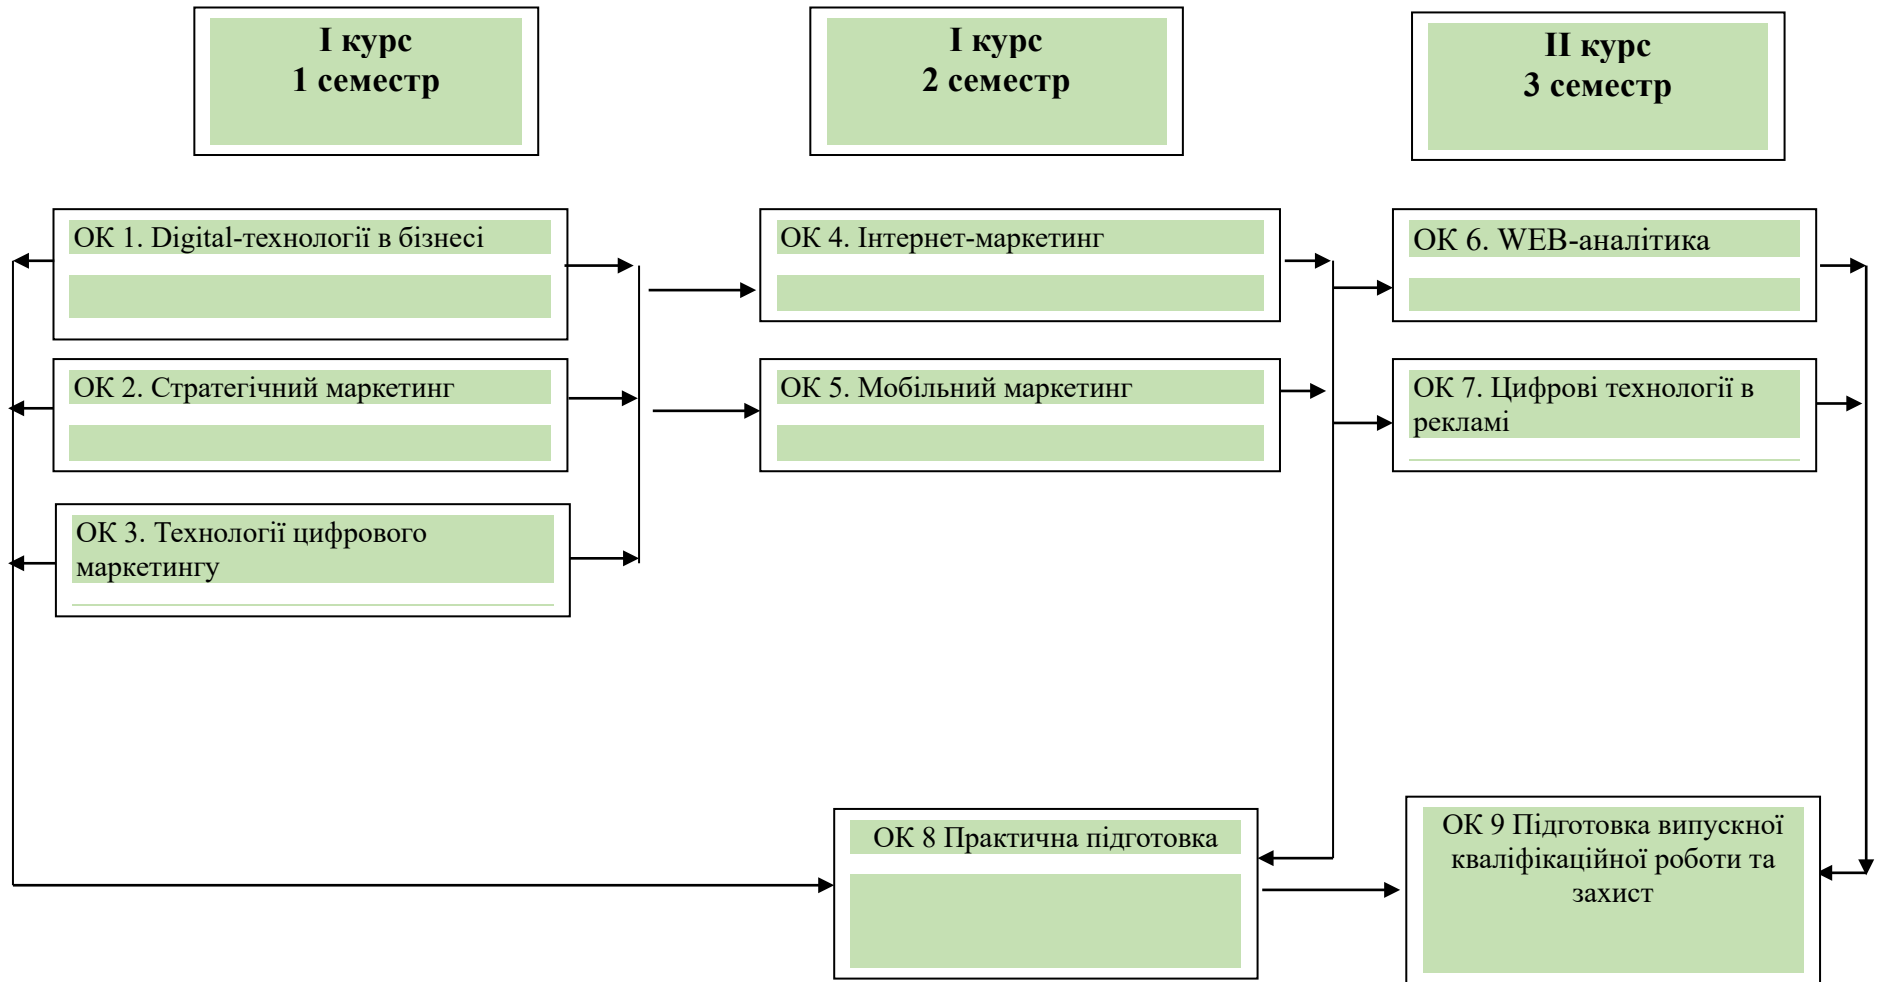 I курс
1 семестр
I курс
2 семестр
II курс
3 семестр
ОК 1. Digital-технології в бізнесі
ОК 4. Інтернет-маркетинг
ОК 6. WEB-аналітика
ОК 2. Стратегічний маркетинг
ОК 5. Мобільний маркетинг
ОК 7. Цифрові технології в
рекламі
ОК 3. Технології цифрового
маркетингу
ОК 8 Практична підготовка
ОК 9 Підготовка випускної
кваліфікаційної роботи та
захист